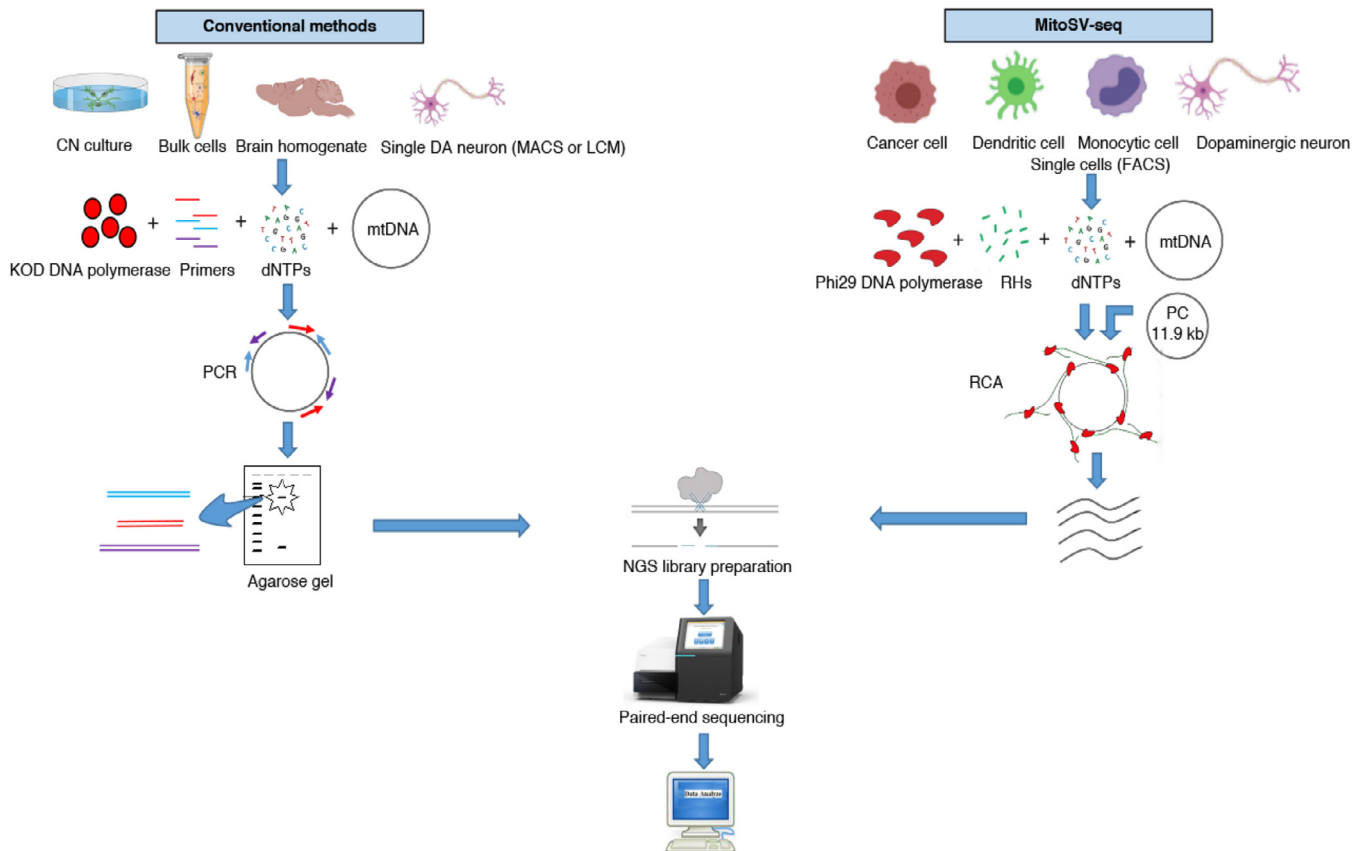 Conventional methods
CN culture
Bulk cells
Brain homogenate
Single DA neuron (MACS or LCM)
+
+
+
mtDNA
KOD DNA polymerase
Primers
dNTPs
PCR
Agarose gel
MitoSV-seq
Cancer cell
Dendritic cell
Monocytic cell
Dopaminergic neuron
Single cells (FACS)
+
+
+
mtDNA
Phi29 DNA polymerase
RHs
dNTPs
PC
11.9 kb
RCA
NGS library preparation
Paired-end sequencing
Data Analyze